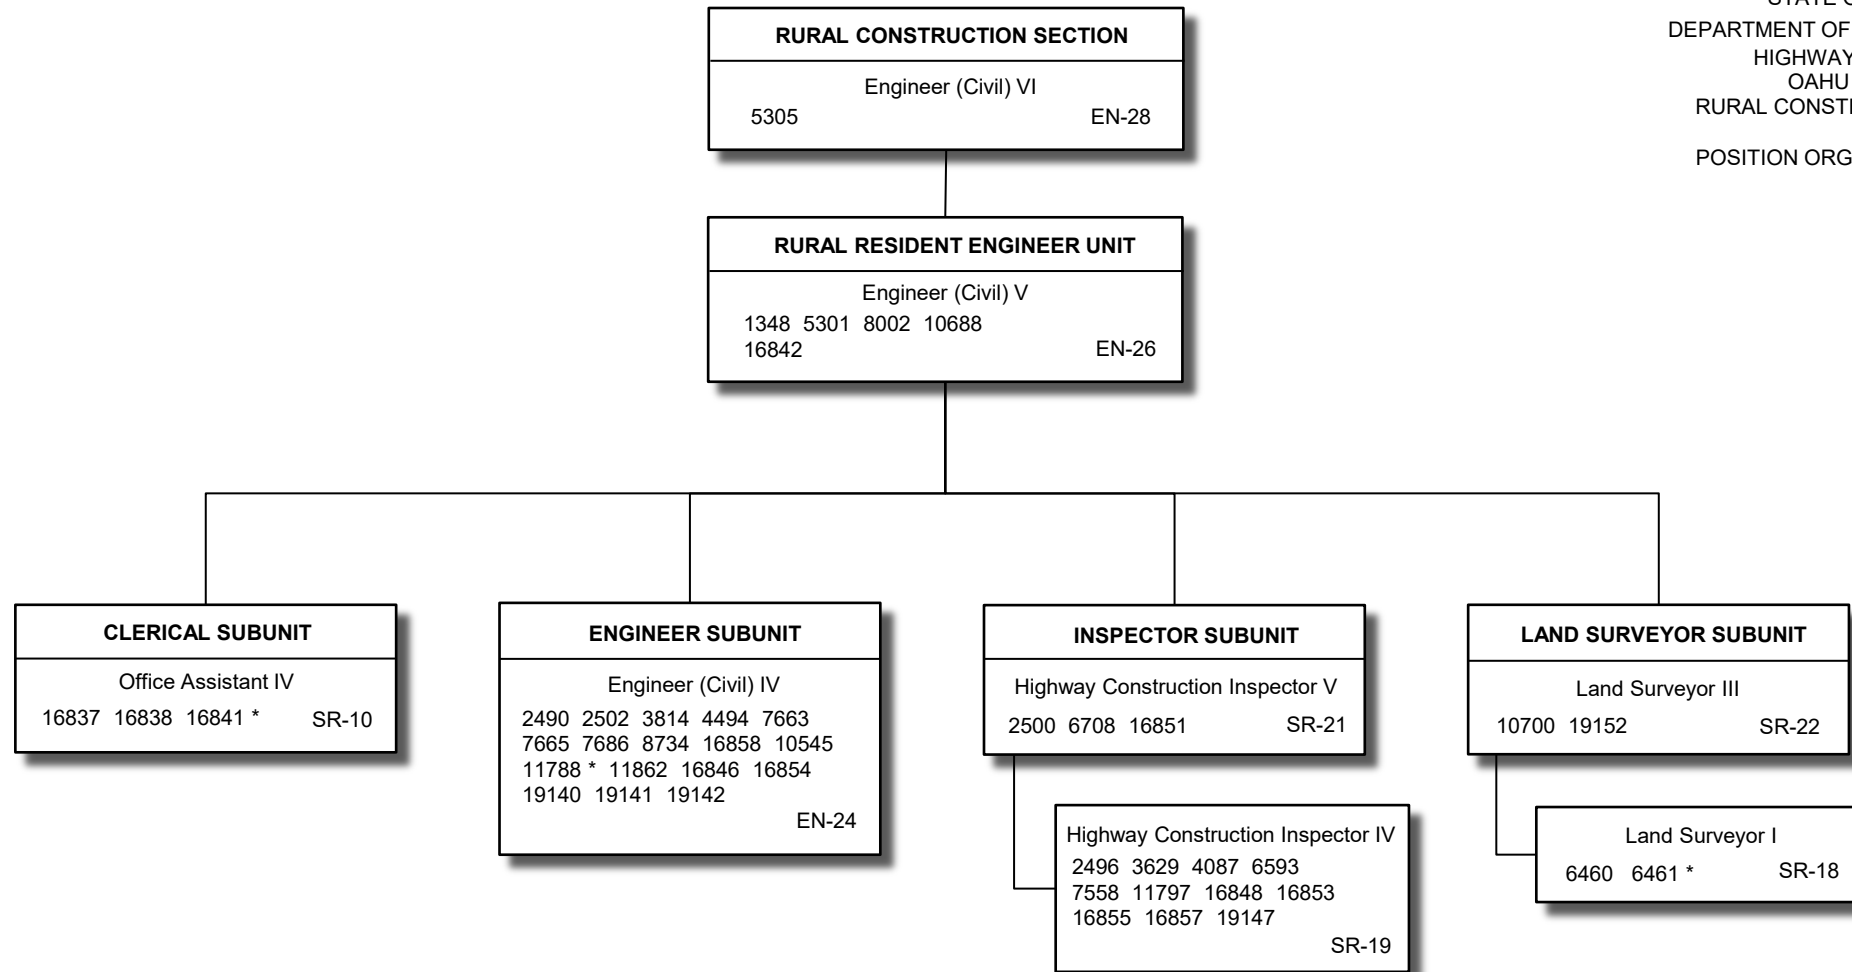 STATE O
DEPARTMENT OF
HIGHWAY
OAHU
RURAL CONST
POSITION ORG
RURAL CONSTRUCTION SECTION
Engineer (Civil) VI
5305 EN-28
RURAL RESIDENT ENGINEER UNIT
Engineer (Civil) V
1348 5301 8002 10688
16842 EN-26
CLERICAL SUBUNIT
Office Assistant IV
16837 16838 16841 * SR-10
ENGINEER SUBUNIT
Engineer (Civil) IV
2490 2502 3814 4494 7663
7665 7686 8734 16858 10545
11788 * 11862 16846 16854
19140 19141 19142
EN-24
INSPECTOR SUBUNIT
Highway Construction Inspector V
2500 6708 16851 SR-21
Highway Construction Inspector IV
2496 3629 4087 6593
7558 11797 16848 16853
16855 16857 19147
SR-19
LAND SURVEYOR SUBUNIT
Land Surveyor III
10700 19152 SR-22
Land Surveyor I
6460 6461 * SR-18